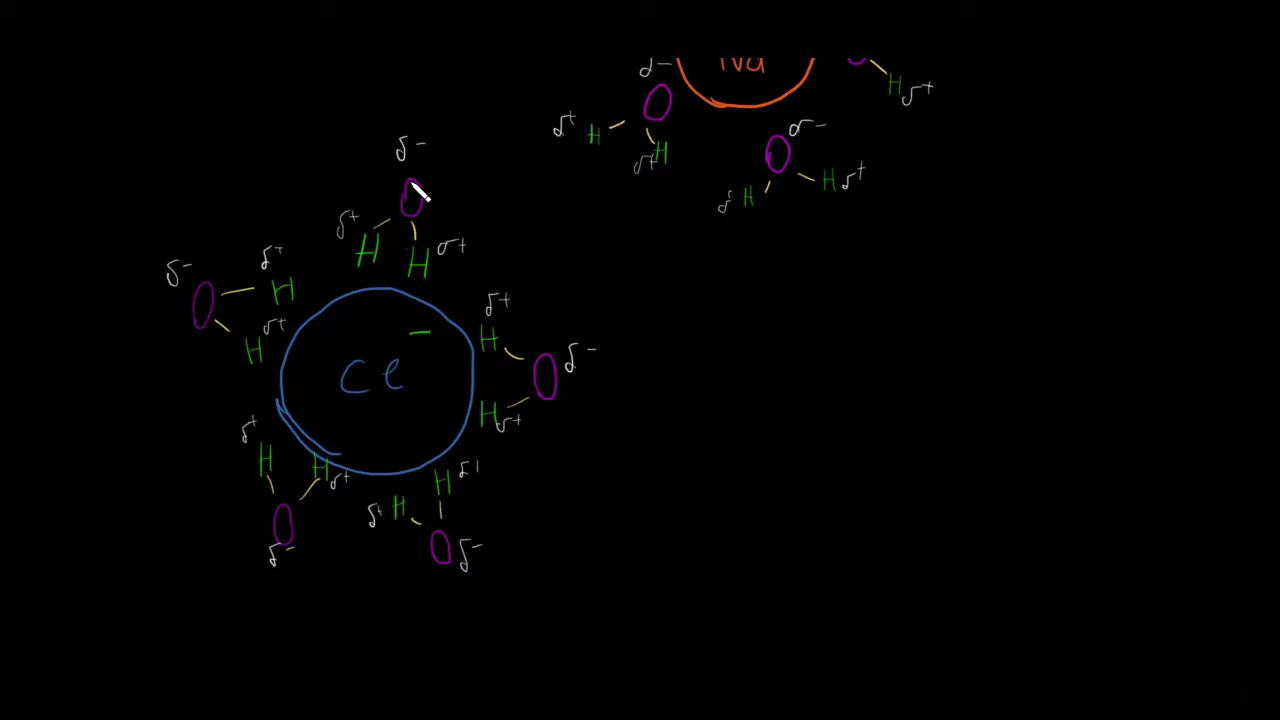 Na
δ-
O
H δ+
δ+ H
δ+ H
O δ-
δ H
H δ+
δ-
O
δ+ H
H δ+
δ- O
δ+ H
H δ+
Cl -
δ+ H
O δ-
H δ+
δ+ H
H δ+
O
δ-
H δ+
δ+ H
O δ-